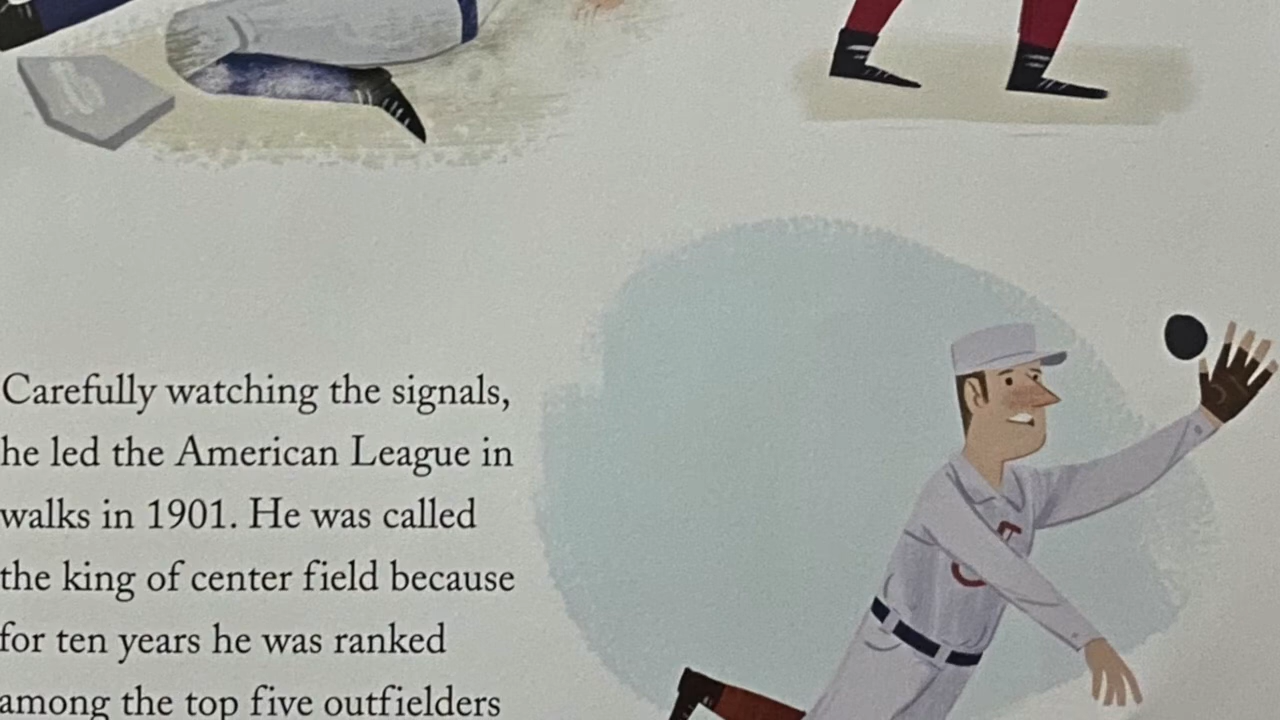 Carefully watching the signals,
he led the American League in
walks in 1901. He was called
the king of center field because
for ten years he was ranked
among the top five outfielders